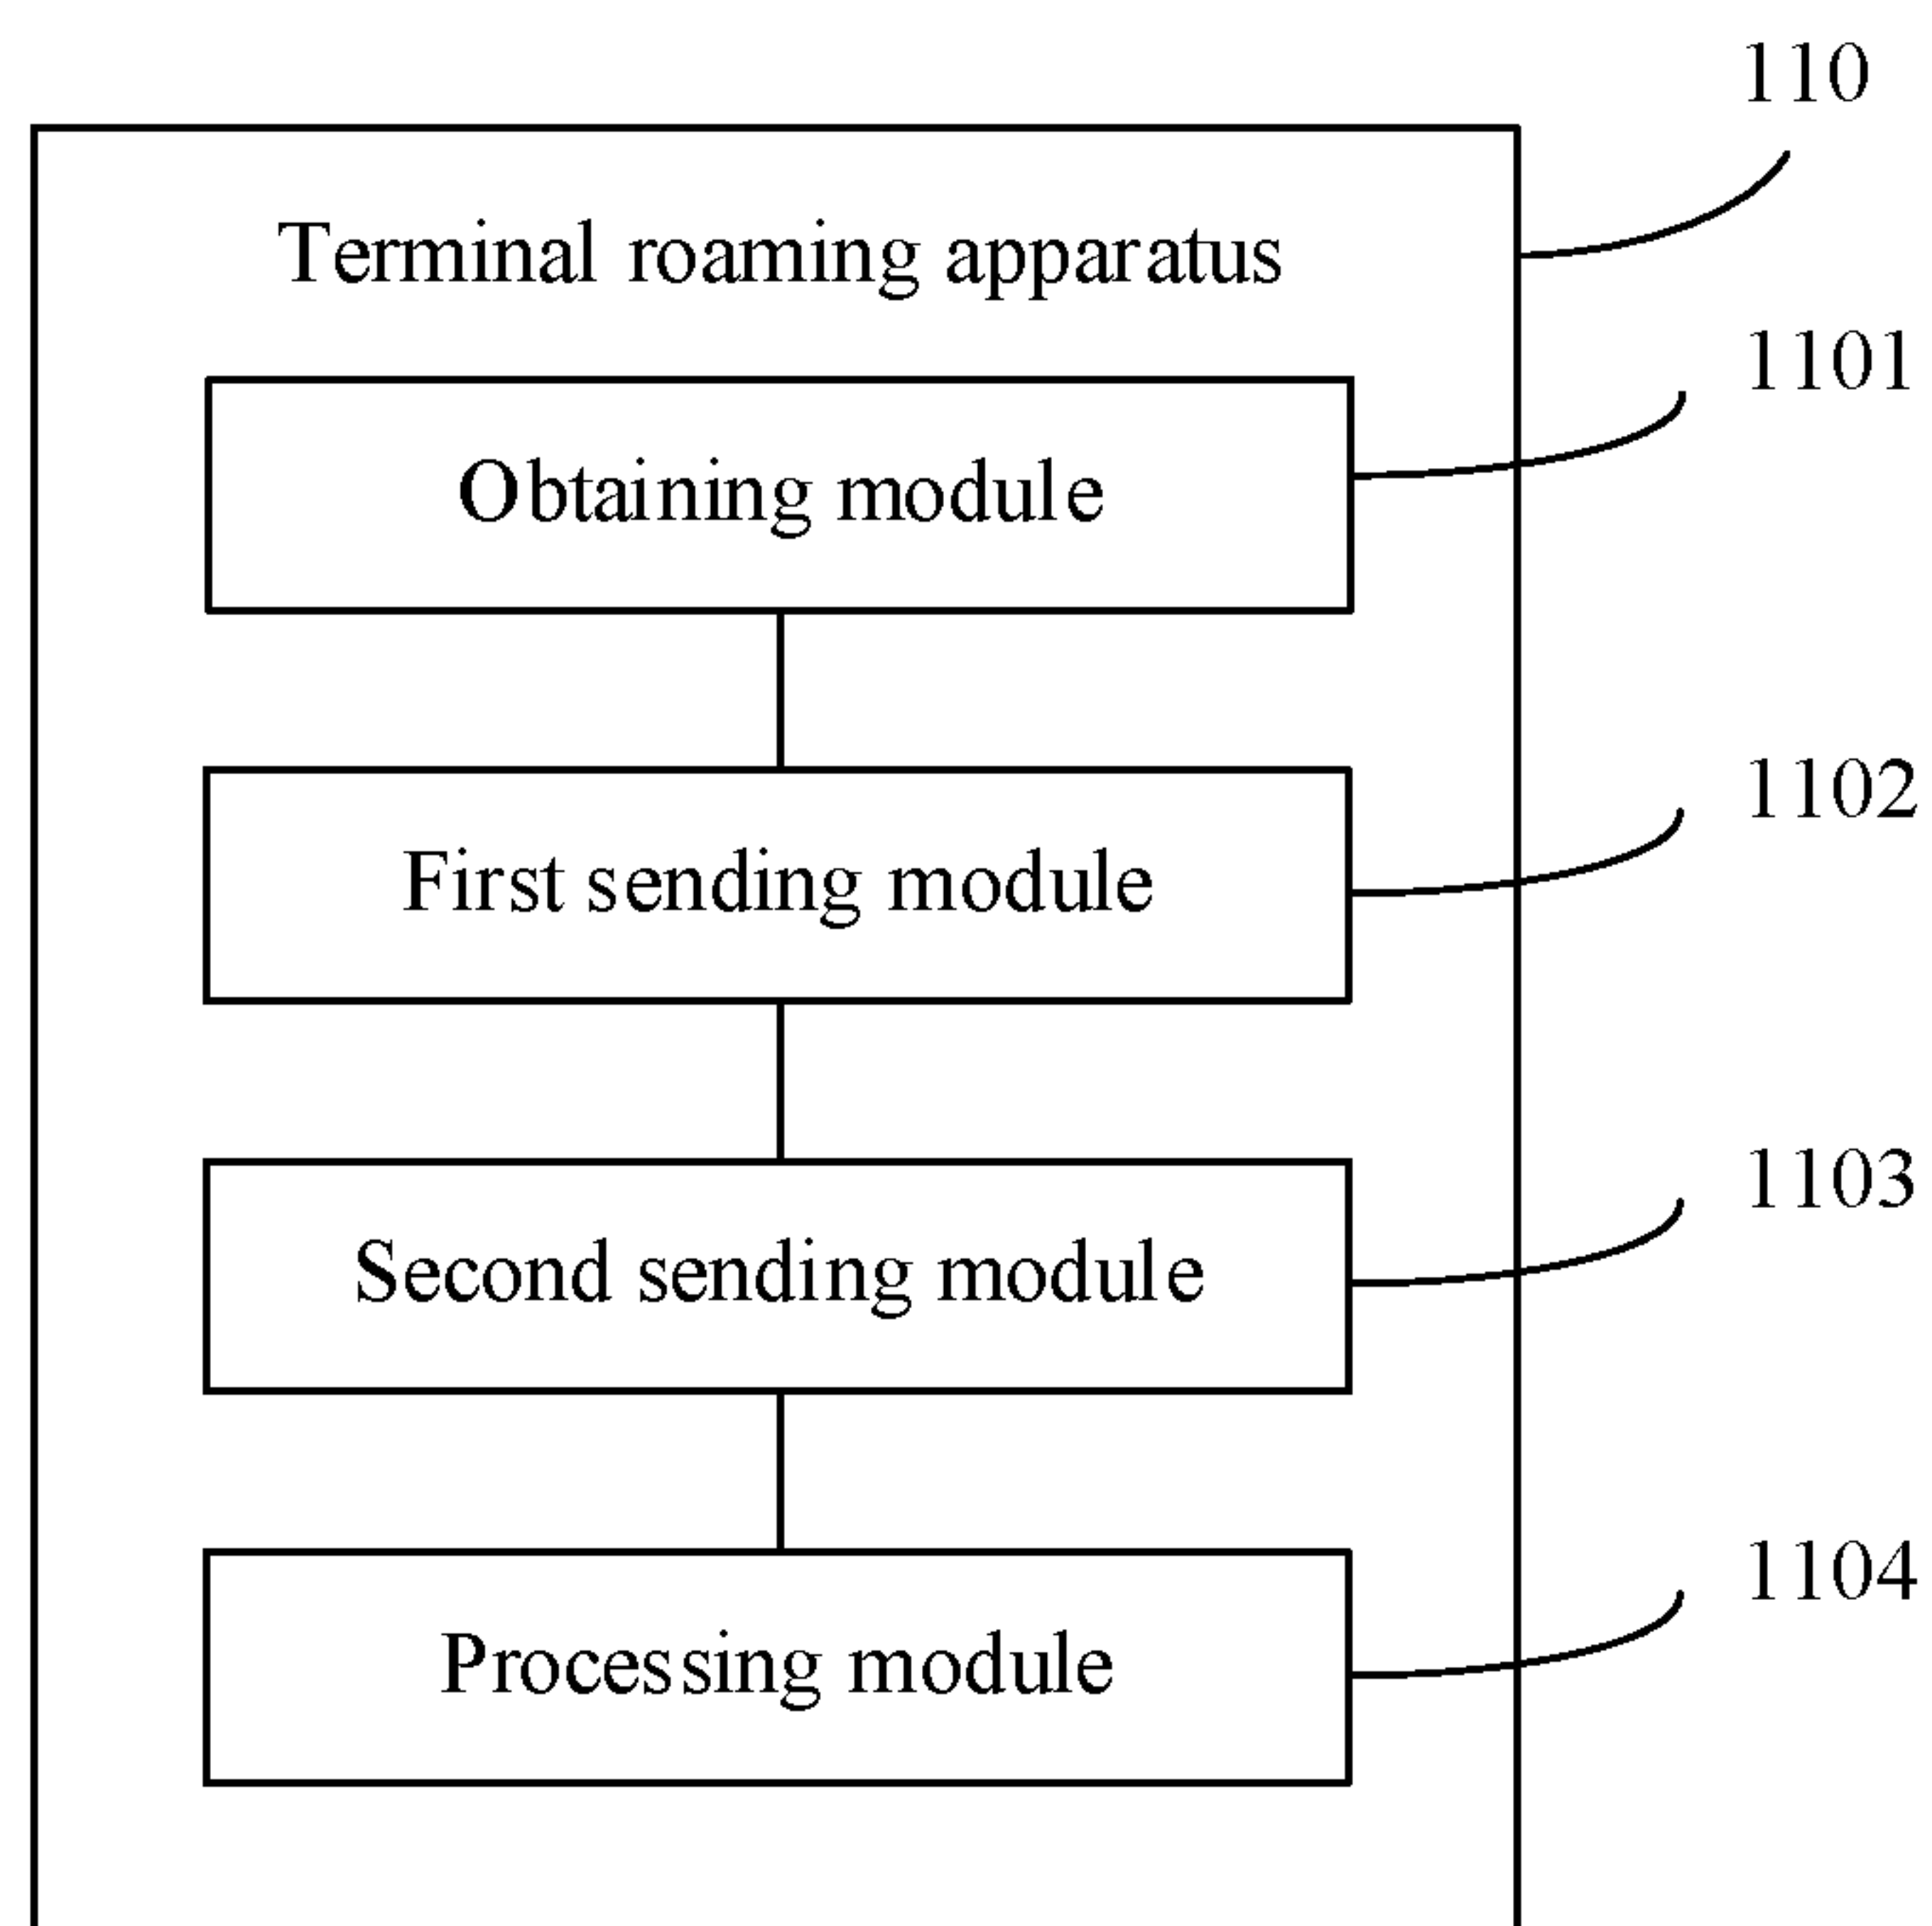 110
Terminal roaming apparatus
1101
Obtaining module
1102
First sending module
1103
Second sending module
1104
Processing module